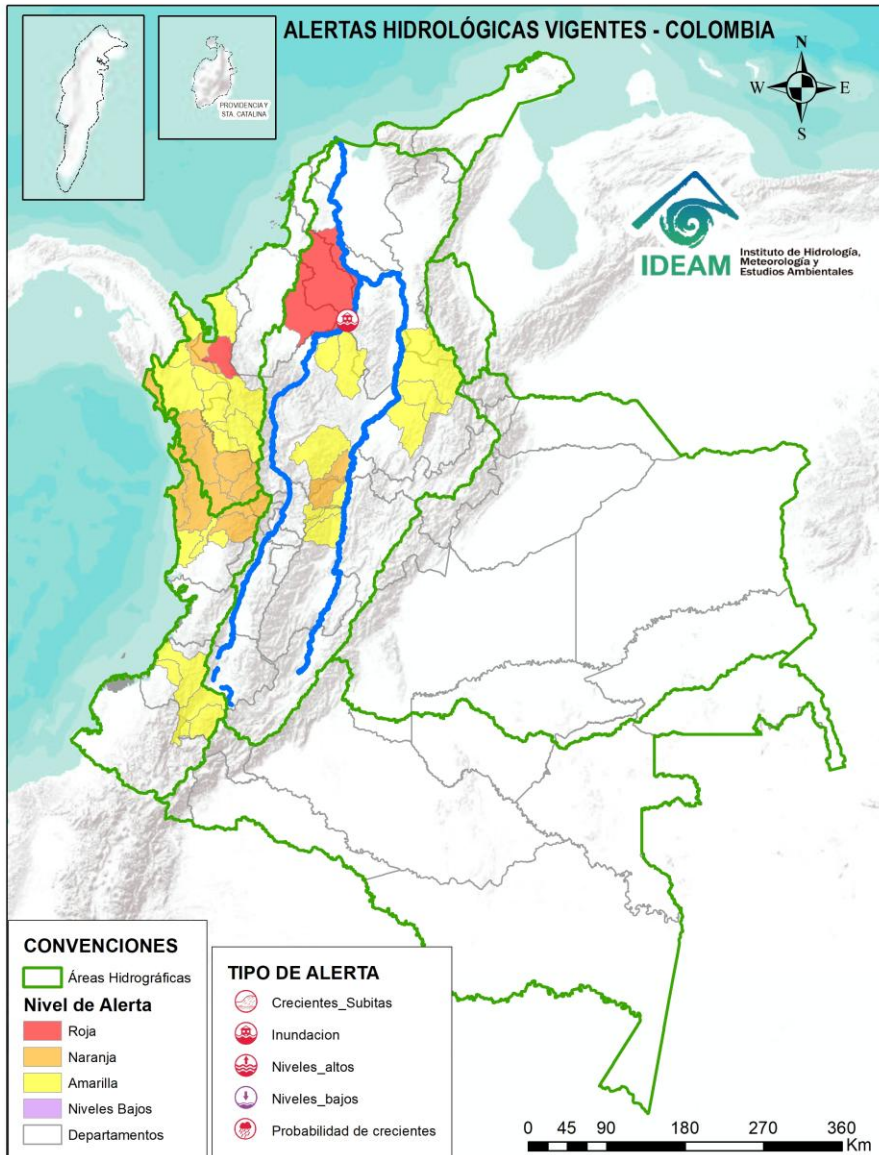 ALERTAS HIDROLÓGICAS VIGENTES - COLOMBIA
PROVIDENCIA Y
STA. CATALINA
N
W
E
S
IDEAM
Instituto de Hidrología,
Meteorología y
Estudios Ambientales
CONVENCIONES
Áreas Hidrográficas
Nivel de Alerta
Roja
Naranja
Amarilla
Niveles Bajos
Departamentos
TIPO DE ALERTA
Crecientes_Subitas
Inundacion
Niveles_altos
Niveles_bajos
Probabilidad de crecientes
0 45 90 180 270 360
Km